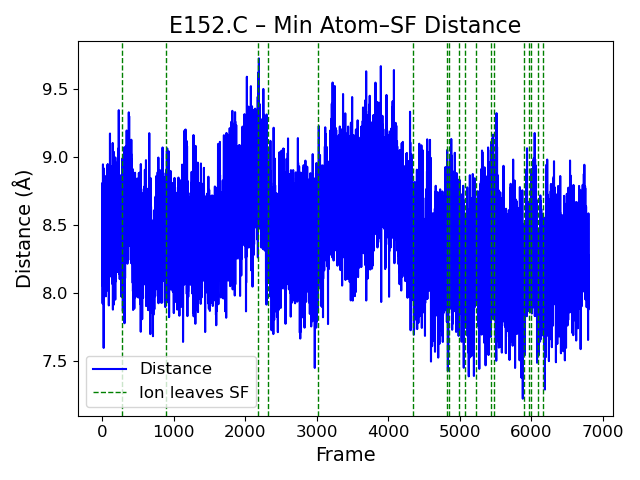 E152.C – Min Atom–SF Distance
Distance (Å)
9.5
9.0
8.5
8.0
7.5
Distance
Ion leaves SF
0 1000 2000 3000 4000 5000 6000 7000
Frame